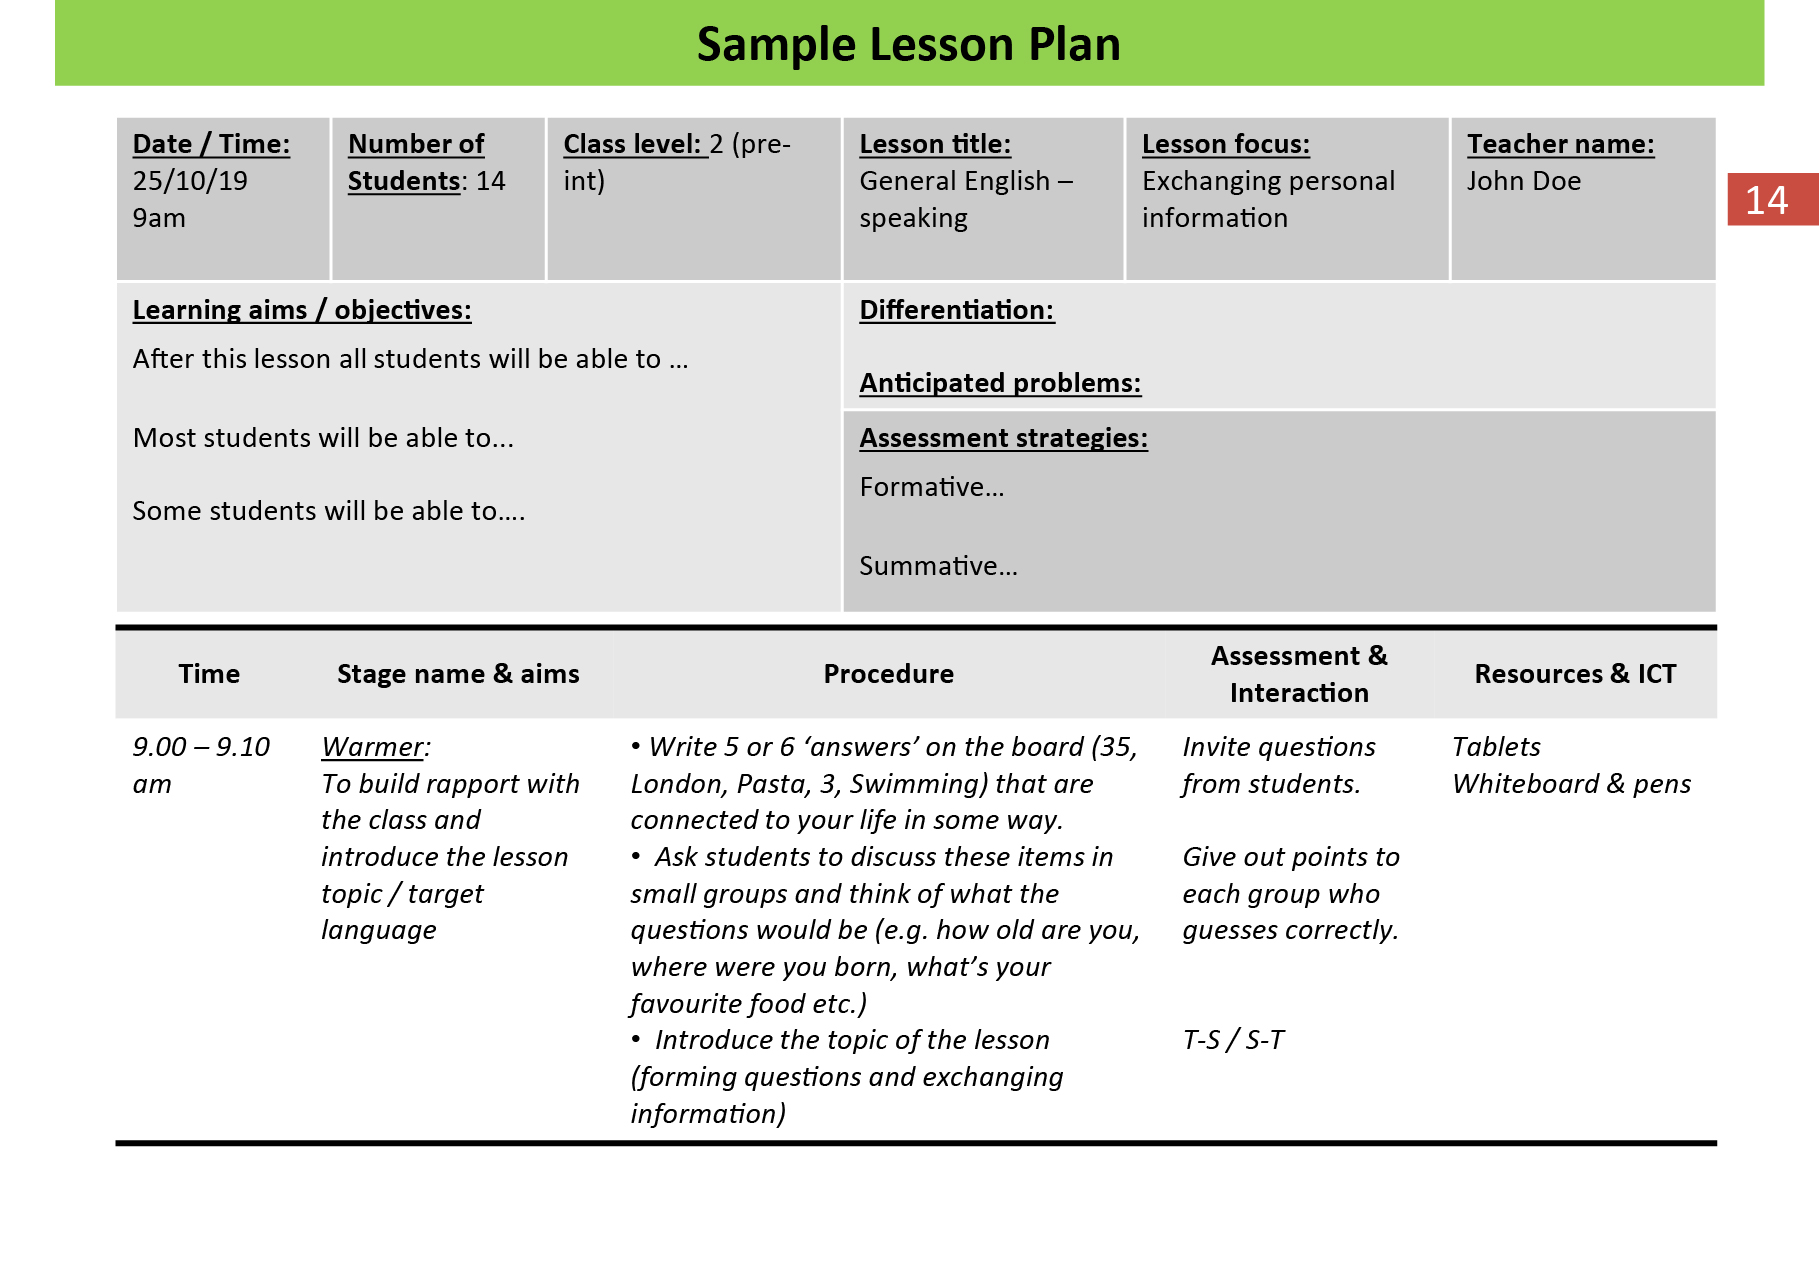 Sample Lesson Plan
Date / Time:
25/10/19
9am
Number of
Students: 14
Class level: 2 (pre-
int)
Lesson title:
General English –
speaking
Lesson focus:
Exchanging personal
information
Teacher name:
John Doe
14
Learning aims / objectives:
After this lesson all students will be able to …
Most students will be able to...
Some students will be able to….
Differentiation:
Anticipated problems:
Assessment strategies:
Formative…
Summative…
Time
Stage name & aims
Procedure
Assessment &
Interaction
Resources & ICT
9.00 – 9.10
am
Warmer:
To build rapport with
the class and
introduce the lesson
topic / target
language
• Write 5 or 6 ‘answers’ on the board (35,
London, Pasta, 3, Swimming) that are
connected to your life in some way.
• Ask students to discuss these items in
small groups and think of what the
questions would be (e.g. how old are you,
where were you born, what’s your
favourite food etc.)
• Introduce the topic of the lesson
(forming questions and exchanging
information)
Invite questions
from students.
Give out points to
each group who
guesses correctly.
T-S / S-T
Tablets
Whiteboard & pens